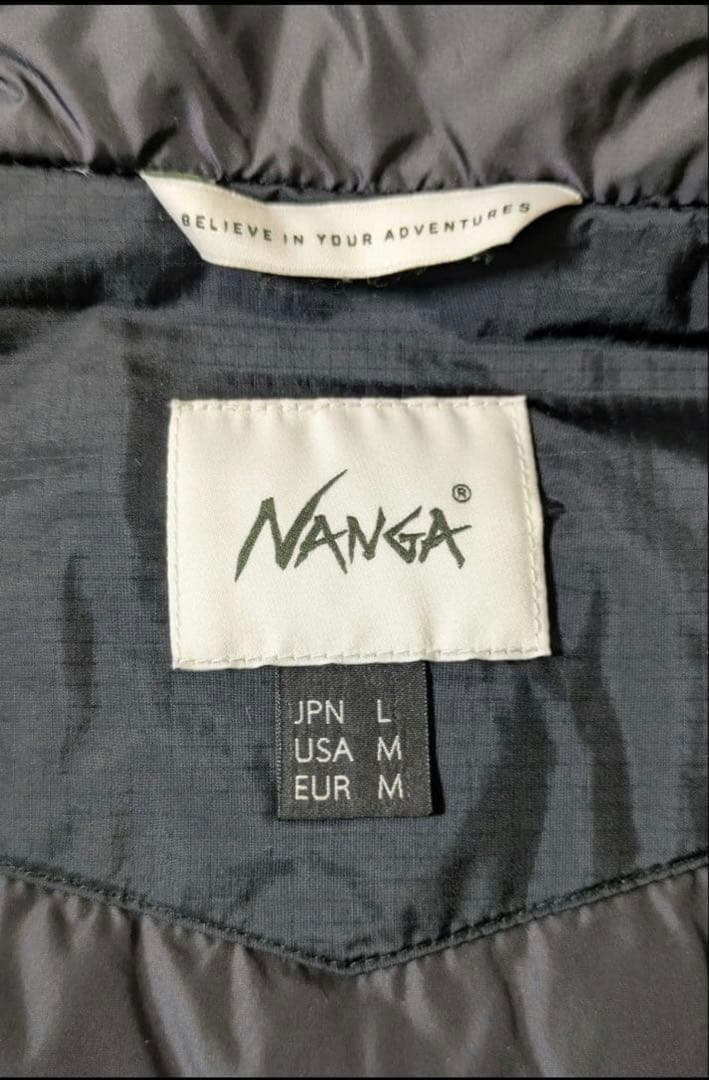 BELIEVE IN YOUR ADVENTURES
NANGA®
JPN L
USA M
EUR M